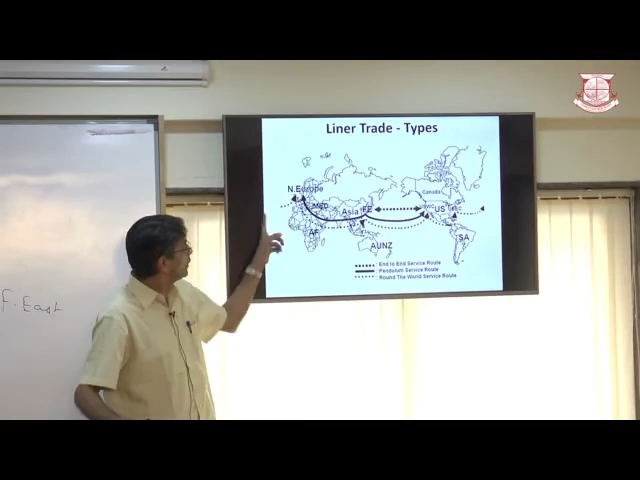 Liner Trade - Types
N.Europe
Canada
MED
Asia
FE
US
AF
SA
AUNZ
End to End Service Route
Pendulum Service Route
Round The World Service Route
F. East